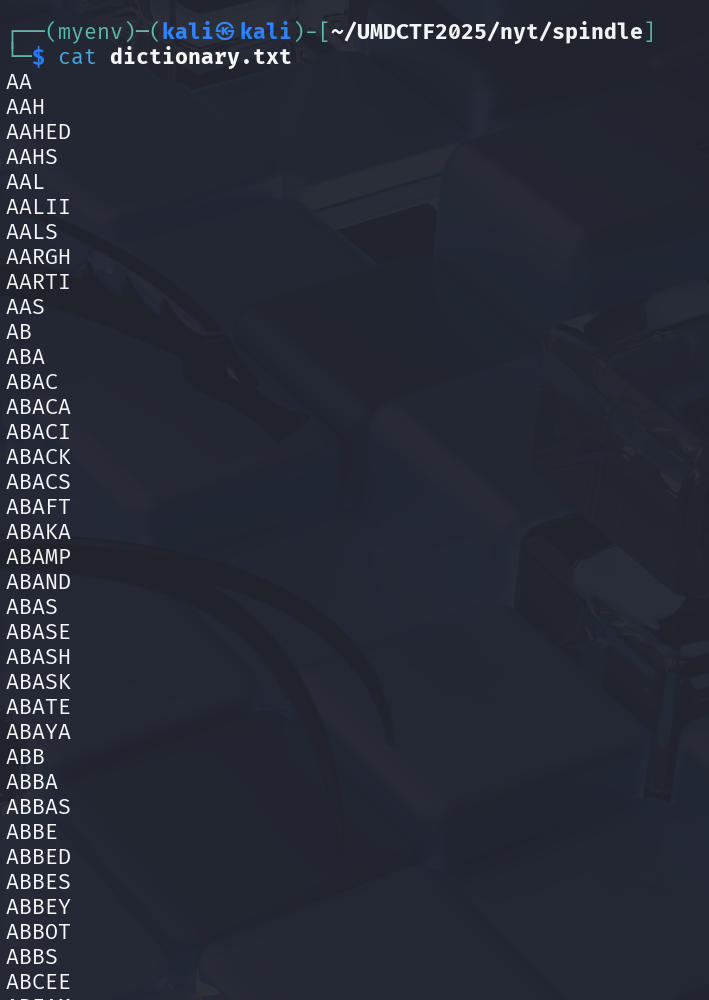 ┌──(myenv)─(kali㉿kali)-[~/UMDCTF2025/nyt/spindle]
└─$ cat dictionary.txt
AA
AAH
AAHED
AAHS
AAL
AALII
AALS
AARGH
AARTI
AAS
AB
ABA
ABAC
ABACA
ABACI
ABACK
ABACS
ABAFT
ABAKA
ABAMP
ABAND
ABAS
ABASE
ABASH
ABASK
ABATE
ABAYA
ABB
ABBA
ABBAS
ABBE
ABBED
ABBES
ABBEY
ABBOT
ABBS
ABCEE